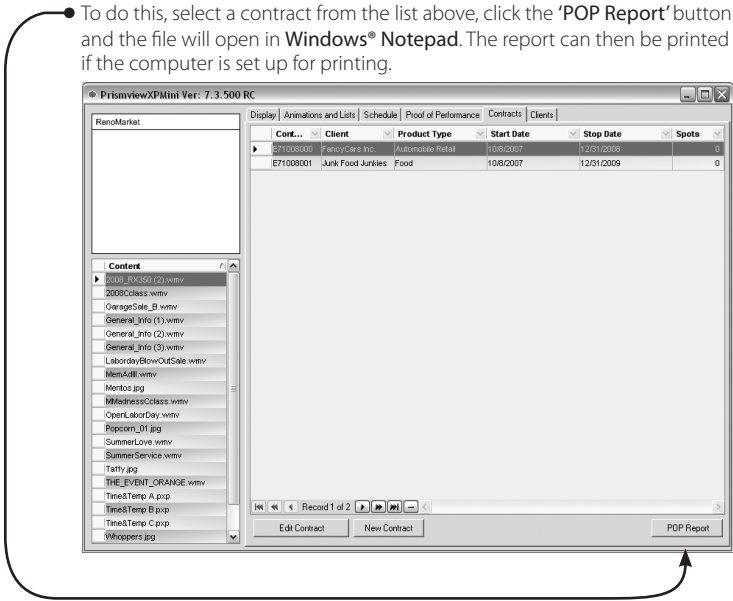 To do this, select a contract from the list above, click the ‘POP Report’ button
and the file will open in Windows® Notepad. The report can then be printed
if the computer is set up for printing.
PrismviewXPMini Ver: 7.3.500 RC
RenoMarket
Display Animations and Lists Schedule Proof of Performance Contracts Clients
Cont... Client Product Type Start Date Stop Date Spots
E71008000 FancyCars Inc. Automobile Retail 10/8/2007 12/31/2008 0
E71008001 Junk Food Junkies Food 10/8/2007 12/31/2009 0
Content
2008_RX350 (2).wmv
2008Cclass.wmv
GarageSale_B.wmv
General_Info (1).wmv
General_Info (2).wmv
General_Info (3).wmv
LabordayBlowOutSale.wmv
MemAdill.wmv
Mentos.jpg
MMadnessCclass.wmv
OpenLaborDay.wmv
Popcorn_01.jpg
SummerLove.wmv
SummerService.wmv
Taffy.jpg
THE_EVENT_ORANGE.wmv
Time&Temp A.pxp
Time&Temp B.pxp
Time&Temp C.pxp
Whoppers.jpg
Record 1 of 2
Edit Contract New Contract POP Report